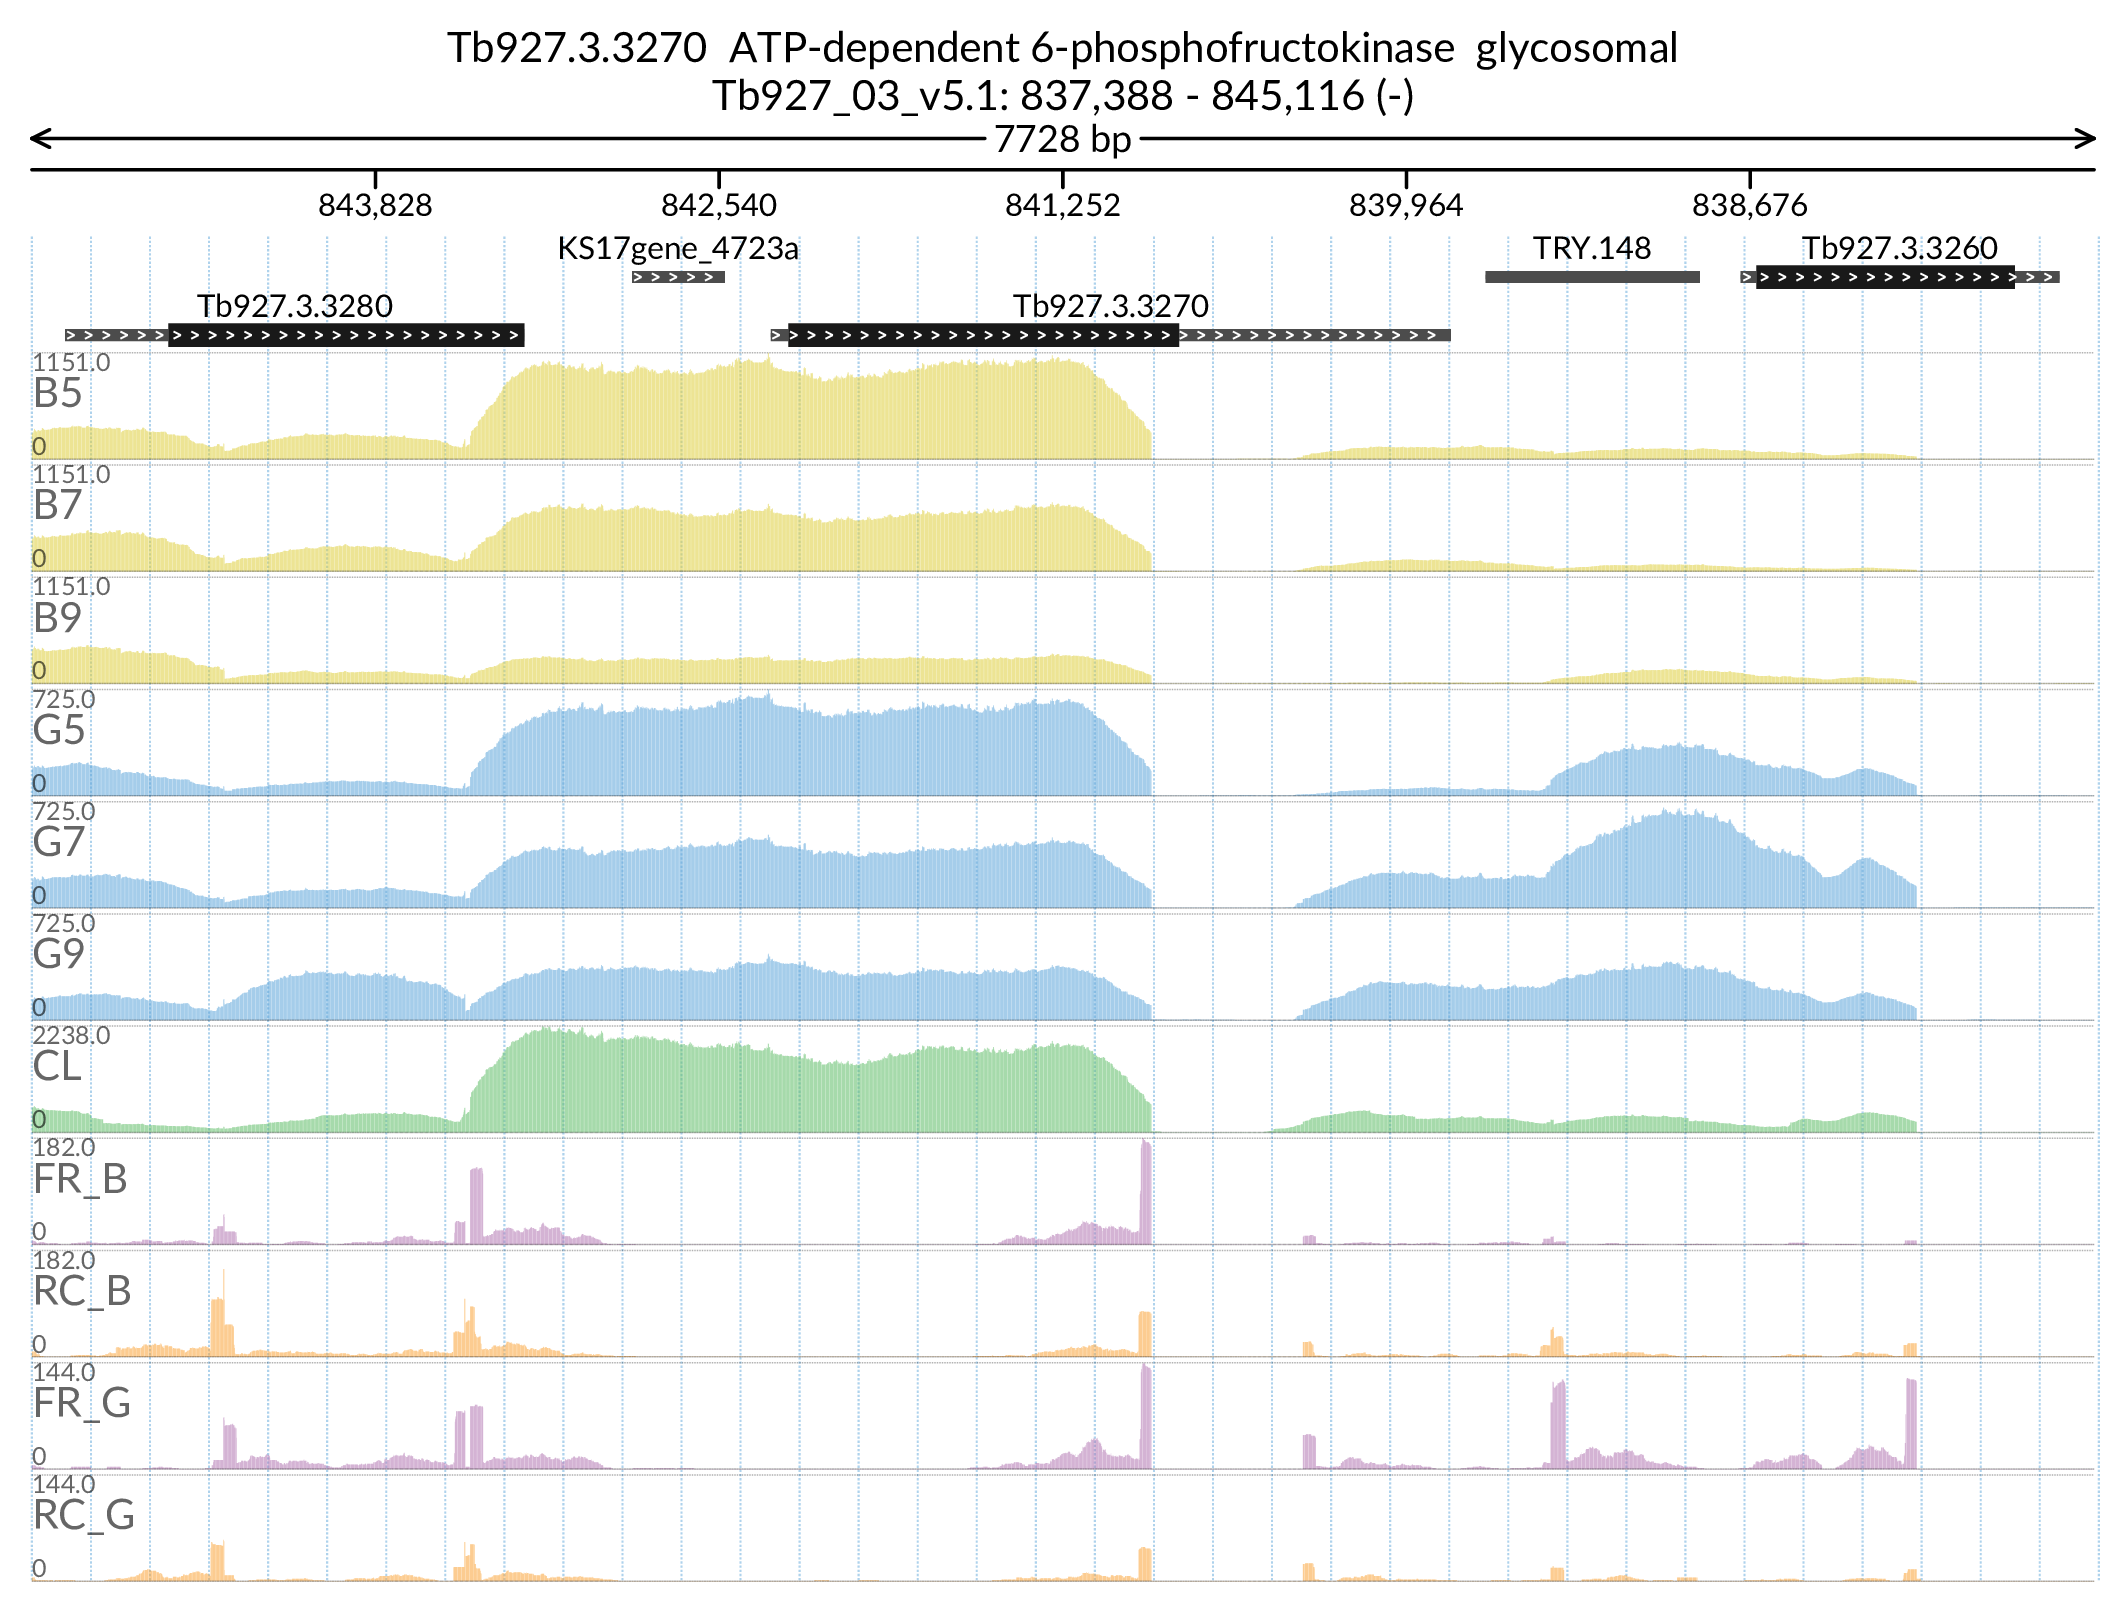 Tb927.3.3270 ATP-dependent 6-phosphofructokinase glycosomal
Tb927_03_v5.1: 837,388 - 845,116 (-)
7728 bp
843,828 842,540 841,252 839,964 838,676
KS17gene_4723a TRY.148 Tb927.3.3260
Tb927.3.3280 Tb927.3.3270
1151.0
B5
0
1151.0
B7
0
1151.0
B9
0
725.0
G5
0
725.0
G7
0
725.0
G9
0
2238.0
CL
0
182.0
FR_B
0
182.0
RC_B
0
144.0
FR_G
0
144.0
RC_G
0